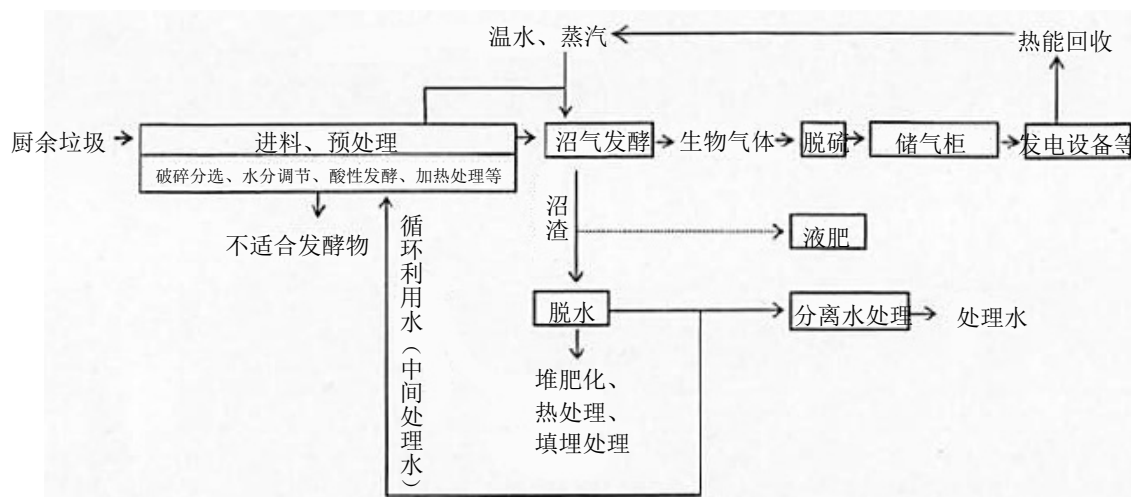 温水、蒸汽
热能回收
厨余垃圾
进料、预处理
沼气发酵
生物气体
脱硫
储气柜
发电设备等
破碎分选、水分调节、酸性发酵、加热处理等
不适合发酵物
循环利用水（中间处理水）
沼渣
液肥
脱水
分离水处理
处理水
堆肥化、
热处理、
填埋处理